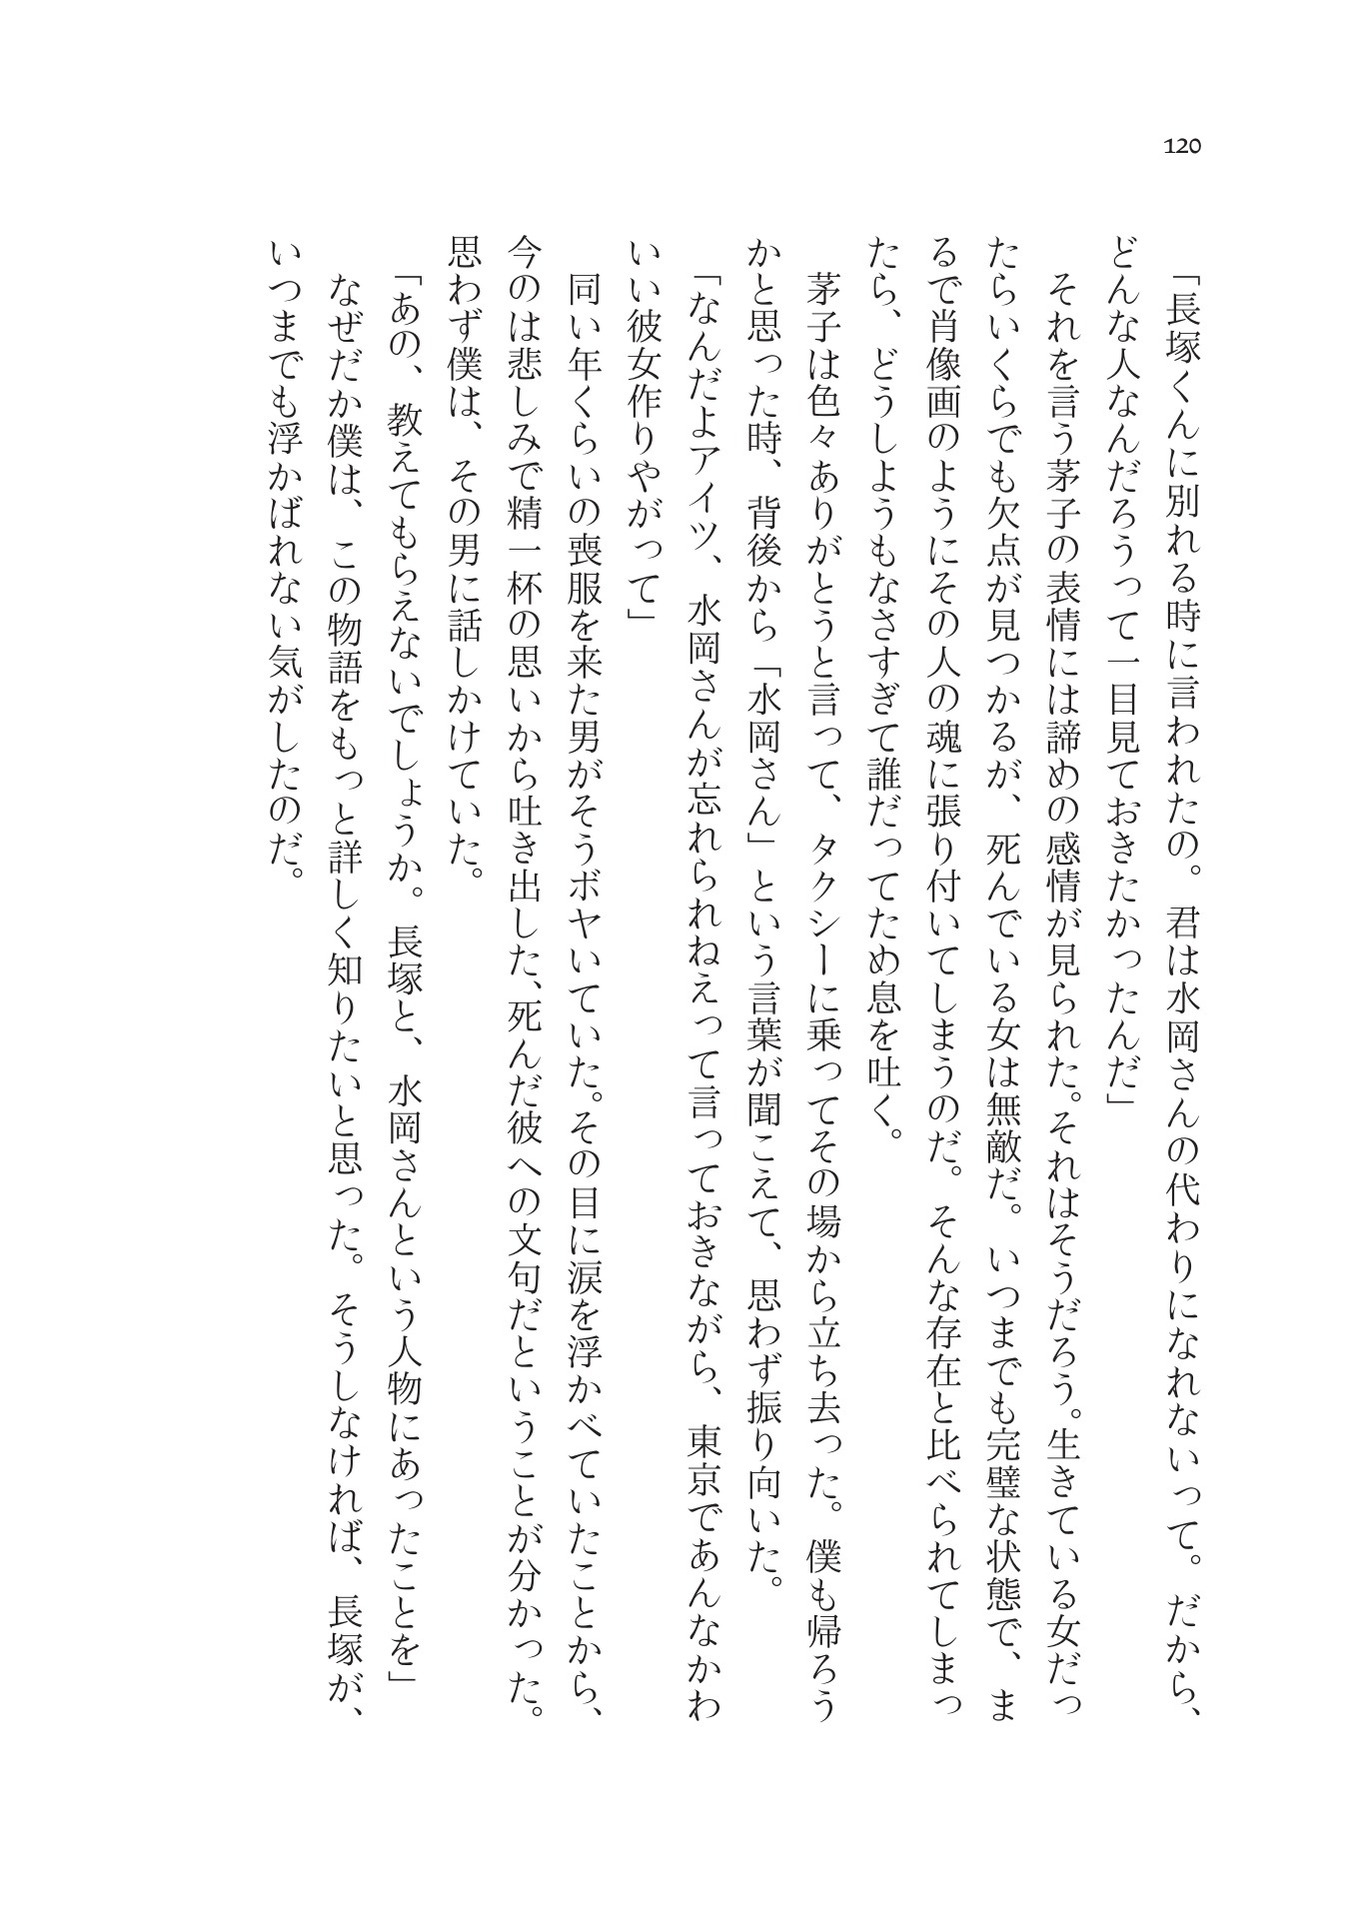 120
「長塚くんに別れる時に言われたの。君は水岡さんの代わりになれないって。だから、
どんな人なんだろうって一目見ておきたかったんだ」
それを言う茅子の表情には諦めの感情が見られた。それはそうだろう。生きている女だっ
たらいくらでも欠点が見つかるが、死んでいる女は無敵だ。いつまでも完璧な状態で、ま
るで肖像画のようにその人の魂に張り付いてしまうのだ。そんな存在と比べられてしまっ
たら、どうしようもなさすぎて誰だってため息を吐く。
茅子は色々ありがとうと言って、タクシーに乗ってその場から立ち去った。僕も帰ろう
かと思った時、背後から「水岡さん」という言葉が聞こえて、思わず振り向いた。
「なんだよアイツ、水岡さんが忘れられねえって言っておきながら、東京であんなかわ
いい彼女作りやがって」
同い年くらいの喪服を来た男がそうボヤいていた。その目に涙を浮かべていたことから、
今のは悲しみで精一杯の思いから吐き出した、死んだ彼への文句だということが分かった。
思わず僕は、その男に話しかけていた。
「あの、教えてもらえないでしょうか。長塚と、水岡さんという人物にあったことを」
なぜだか僕は、この物語をもっと詳しく知りたいと思った。そうしなければ、長塚が、
いつまでも浮かばれない気がしたのだ。